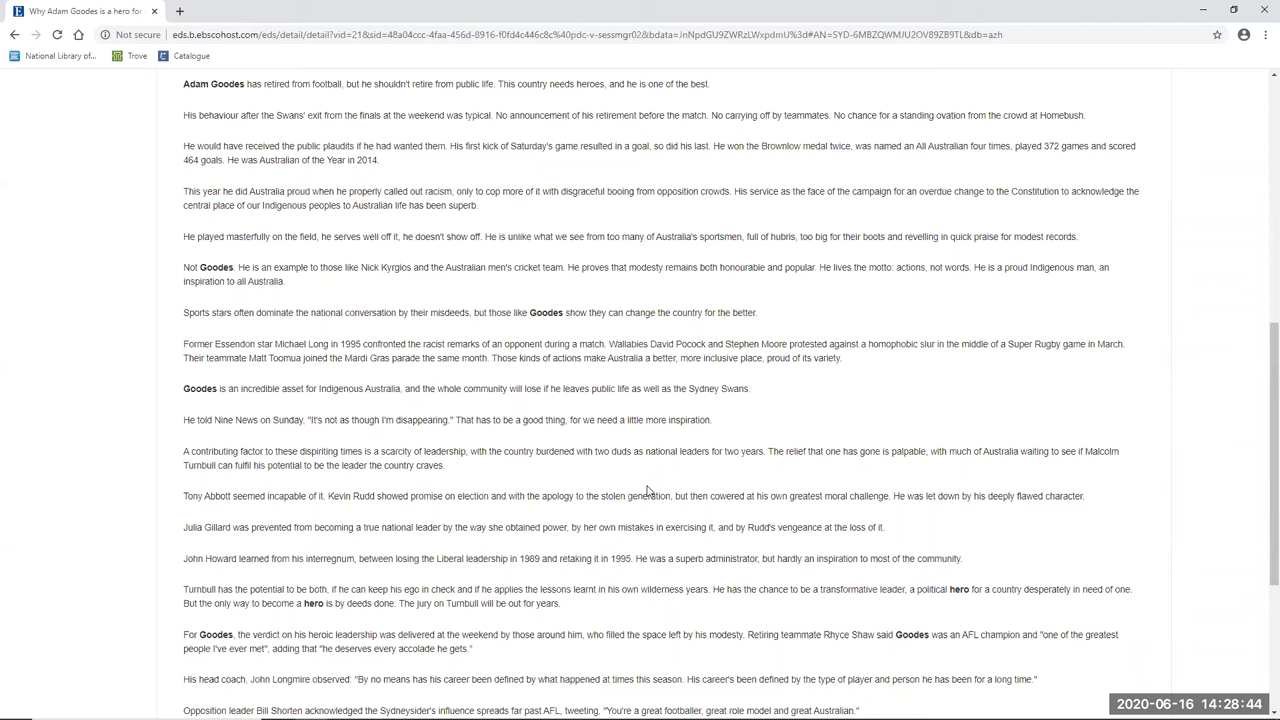 Why Adam Goodes is a hero for
Not secure
eds.b.ebscohost.com/eds/detail/detail?vid=21&sid=48a04ccc-4faa-456d-8916-f0fd4c446c8c%40pdc-v-sessmgr02&bdata=JnNpdGU9ZWRzLWxpdmU%3d#AN=SYD-6MBZQWMJU2OV89ZB9TL&db=azh
National Library of...
Trove
Catalogue
Adam Goodes has retired from football, but he shouldn't retire from public life. This country needs heroes, and he is one of the best.
His behaviour after the Swans' exit from the finals at the weekend was typical. No announcement of his retirement before the match. No carrying off by teammates. No chance for a standing ovation from the crowd at Homebush.
He would have received the public plaudits if he had wanted them. His first kick of Saturday's game resulted in a goal, so did his last. He won the Brownlow medal twice, was named an All Australian four times, played 372 games and scored
464 goals. He was Australian of the Year in 2014.
This year he did Australia proud when he properly called out racism, only to cop more of it with disgraceful booing from opposition crowds. His service as the face of the campaign for an overdue change to the Constitution to acknowledge the
central place of our Indigenous peoples to Australian life has been superb.
He played masterfully on the field, he serves well off it, he doesn't show off. He is unlike what we see from too many of Australia's sportsmen, full of hubris, too big for their boots and revelling in quick praise for modest records.
Not Goodes. He is an example to those like Nick Kyrgios and the Australian men's cricket team. He proves that modesty remains both honourable and popular. He lives the motto: actions, not words. He is a proud Indigenous man, an
inspiration to all Australia.
Sports stars often dominate the national conversation by their misdeeds, but those like Goodes show they can change the country for the better.
Former Essendon star Michael Long in 1995 confronted the racist remarks of an opponent during a match. Wallabies David Pocock and Stephen Moore protested against a homophobic slur in the middle of a Super Rugby game in March.
Their teammate Matt Toomua joined the Mardi Gras parade the same month. Those kinds of actions make Australia a better, more inclusive place, proud of its variety.
Goodes is an incredible asset for Indigenous Australia, and the whole community will lose if he leaves public life as well as the Sydney Swans.
He told Nine News on Sunday, "It's not as though I'm disappearing." That has to be a good thing, for we need a little more inspiration.
A contributing factor to these dispiriting times is a scarcity of leadership, with the country burdened with two duds as national leaders for two years. The relief that one has gone is palpable, with much of Australia waiting to see if Malcolm
Turnbull can fulfil his potential to be the leader the country craves.
Tony Abbott seemed incapable of it. Kevin Rudd showed promise on election and with the apology to the stolen generation, but then cowered at his own greatest moral challenge. He was let down by his deeply flawed character.
Julia Gillard was prevented from becoming a true national leader by the way she obtained power, by her own mistakes in exercising it, and by Rudd's vengeance at the loss of it.
John Howard learned from his interregnum, between losing the Liberal leadership in 1989 and retaking it in 1995. He was a superb administrator, but hardly an inspiration to most of the community.
Turnbull has the potential to be both, if he can keep his ego in check and if he applies the lessons learnt in his own wilderness years. He has the chance to be a transformative leader, a political hero for a country desperately in need of one.
But the only way to become a hero is by deeds done. The jury on Turnbull will be out for years.
For Goodes, the verdict on his heroic leadership was delivered at the weekend by those around him, who filled the space left by his modesty. Retiring teammate Rhyce Shaw said Goodes was an AFL champion and "one of the greatest
people I've ever met", adding that "he deserves every accolade he gets."
His head coach, John Longmire observed: "By no means has his career been defined by what happened at times this season. His career's been defined by the type of player and person he has been for a long time."
Opposition leader Bill Shorten acknowledged the Sydneysider's influence spreads far past AFL, tweeting, "You're a great footballer, great role model and great Australian."
2020-06-16 14:28:44